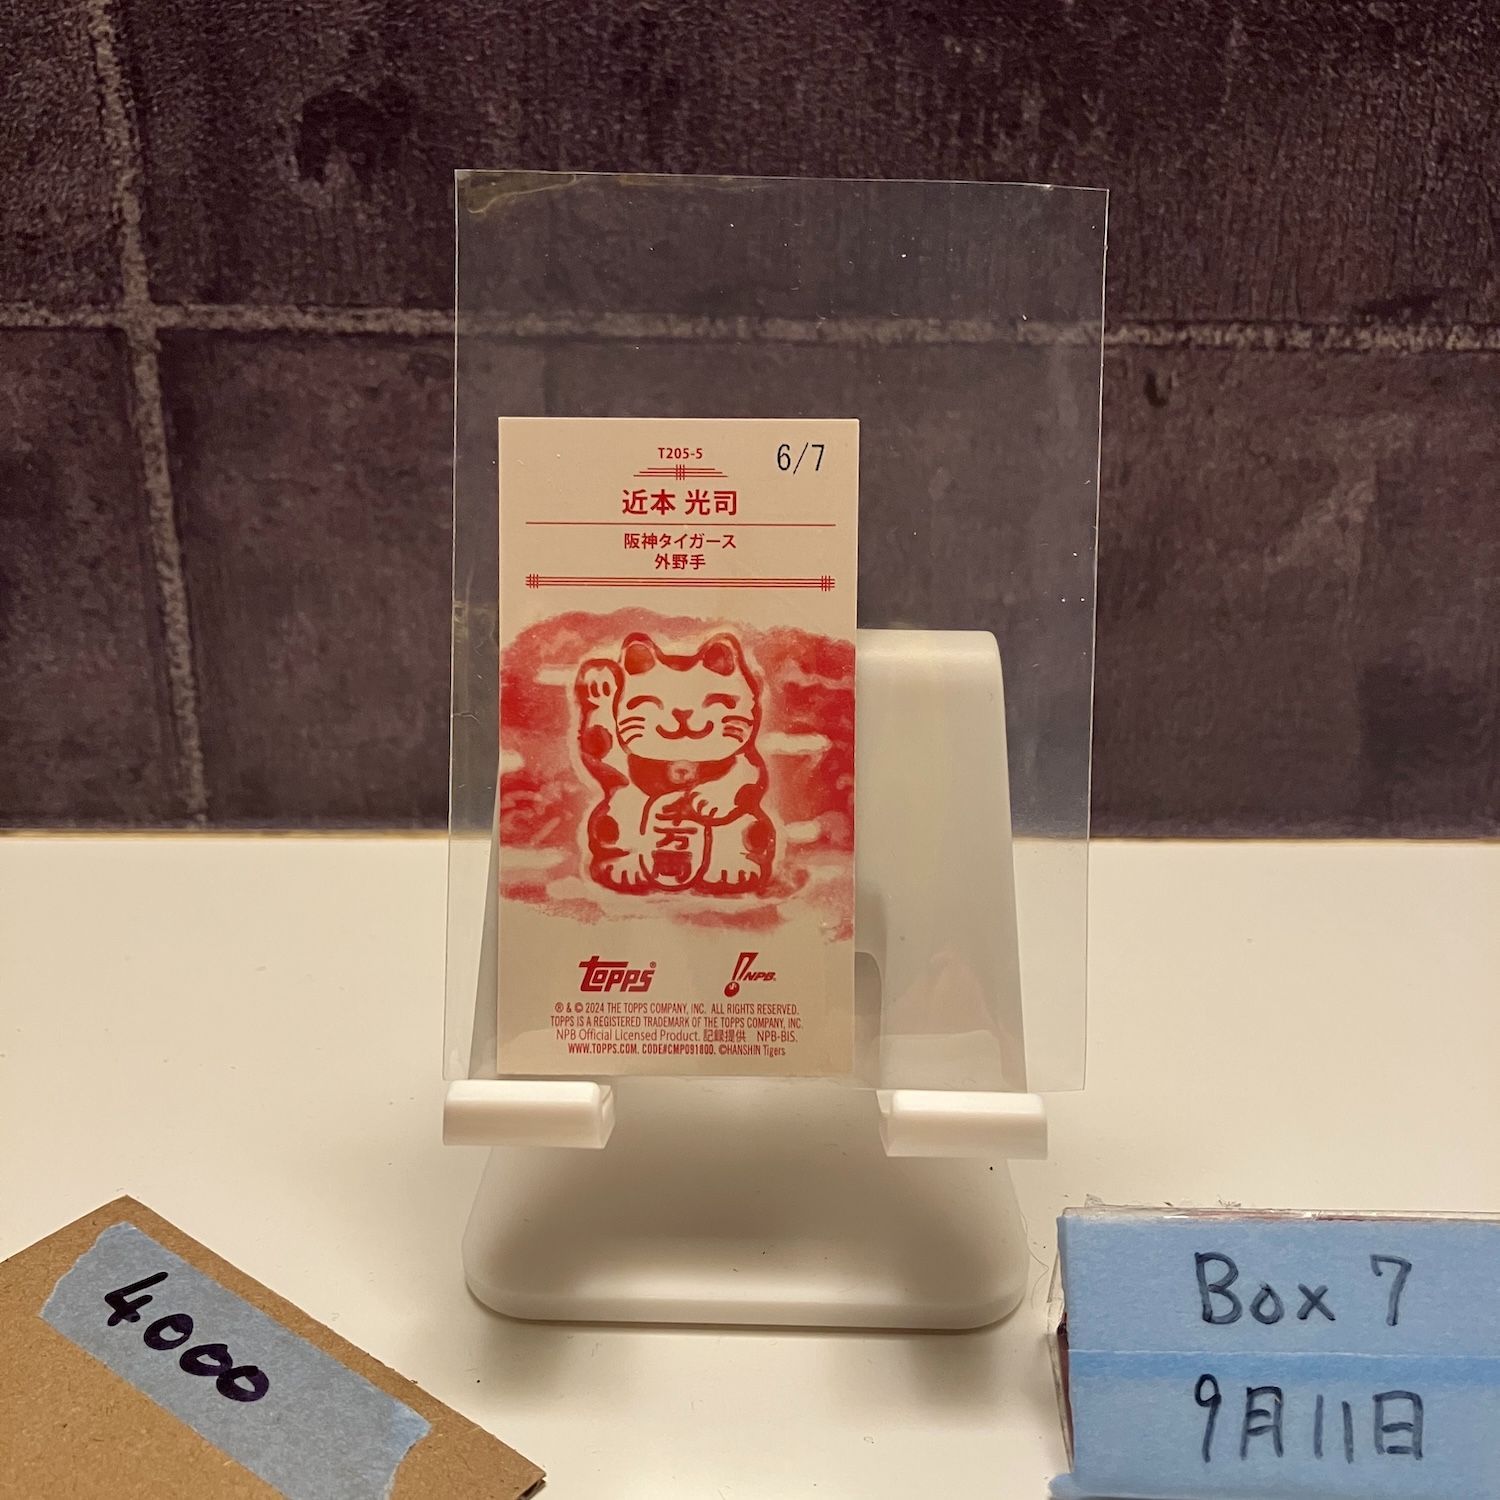 T205-5
6/7
近本 光司
阪神タイガース
外野手
千万両
TOPPS®
NPB®
® & © 2024 THE TOPPS COMPANY, INC. ALL RIGHTS RESERVED.
TOPPS IS A REGISTERED TRADEMARK OF THE TOPPS COMPANY, INC.
NPB Official Licensed Product. 記録提供 NPB-BIS.
WWW.TOPPS.COM. CODE#CMP091800. ©HANSHIN Tigers
4000
Box 7
9月11日